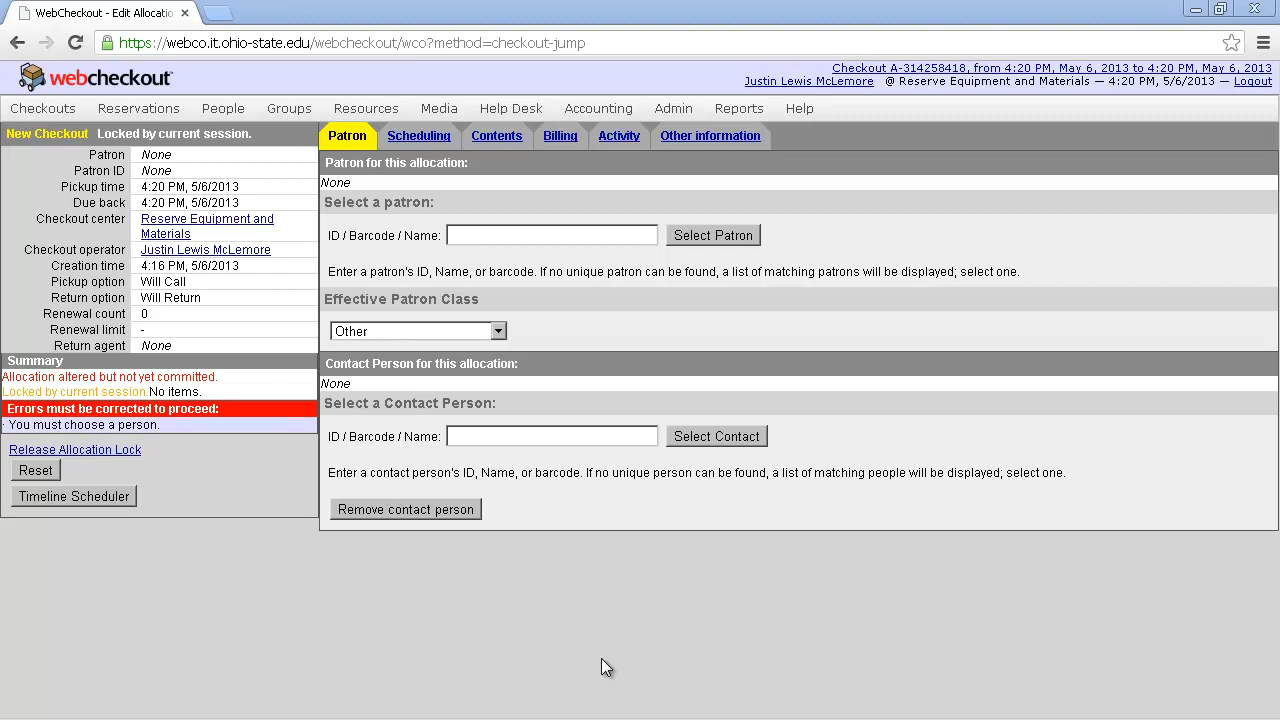 WebCheckout - Edit Allocatio
https://webco.it.ohio-state.edu/webcheckout/wco?method=checkout-jump
webcheckout
Checkout A-314258418, from 4:20 PM, May 6, 2013 to 4:20 PM, May 6, 2013
Justin Lewis McLemore @ Reserve Equipment and Materials — 4:20 PM, 5/6/2013 — Logout
Checkouts Reservations People Groups Resources Media Help Desk Accounting Admin Reports Help
New Checkout Locked by current session.
Patron None
Patron ID None
Pickup time 4:20 PM, 5/6/2013
Due back 4:20 PM, 5/6/2013
Checkout center Reserve Equipment and
Materials
Checkout operator Justin Lewis McLemore
Creation time 4:16 PM, 5/6/2013
Pickup option Will Call
Return option Will Return
Renewal count 0
Renewal limit -
Return agent None
Summary
Allocation altered but not yet committed.
Locked by current session.No items.
Errors must be corrected to proceed:
· You must choose a person.
Release Allocation Lock
Reset
Timeline Scheduler
Patron Scheduling Contents Billing Activity Other information
Patron for this allocation:
None
Select a patron:
ID / Barcode / Name: Select Patron
Enter a patron's ID, Name, or barcode. If no unique patron can be found, a list of matching patrons will be displayed; select one.
Effective Patron Class
Other
Contact Person for this allocation:
None
Select a Contact Person:
ID / Barcode / Name: Select Contact
Enter a contact person's ID, Name, or barcode. If no unique person can be found, a list of matching people will be displayed; select one.
Remove contact person